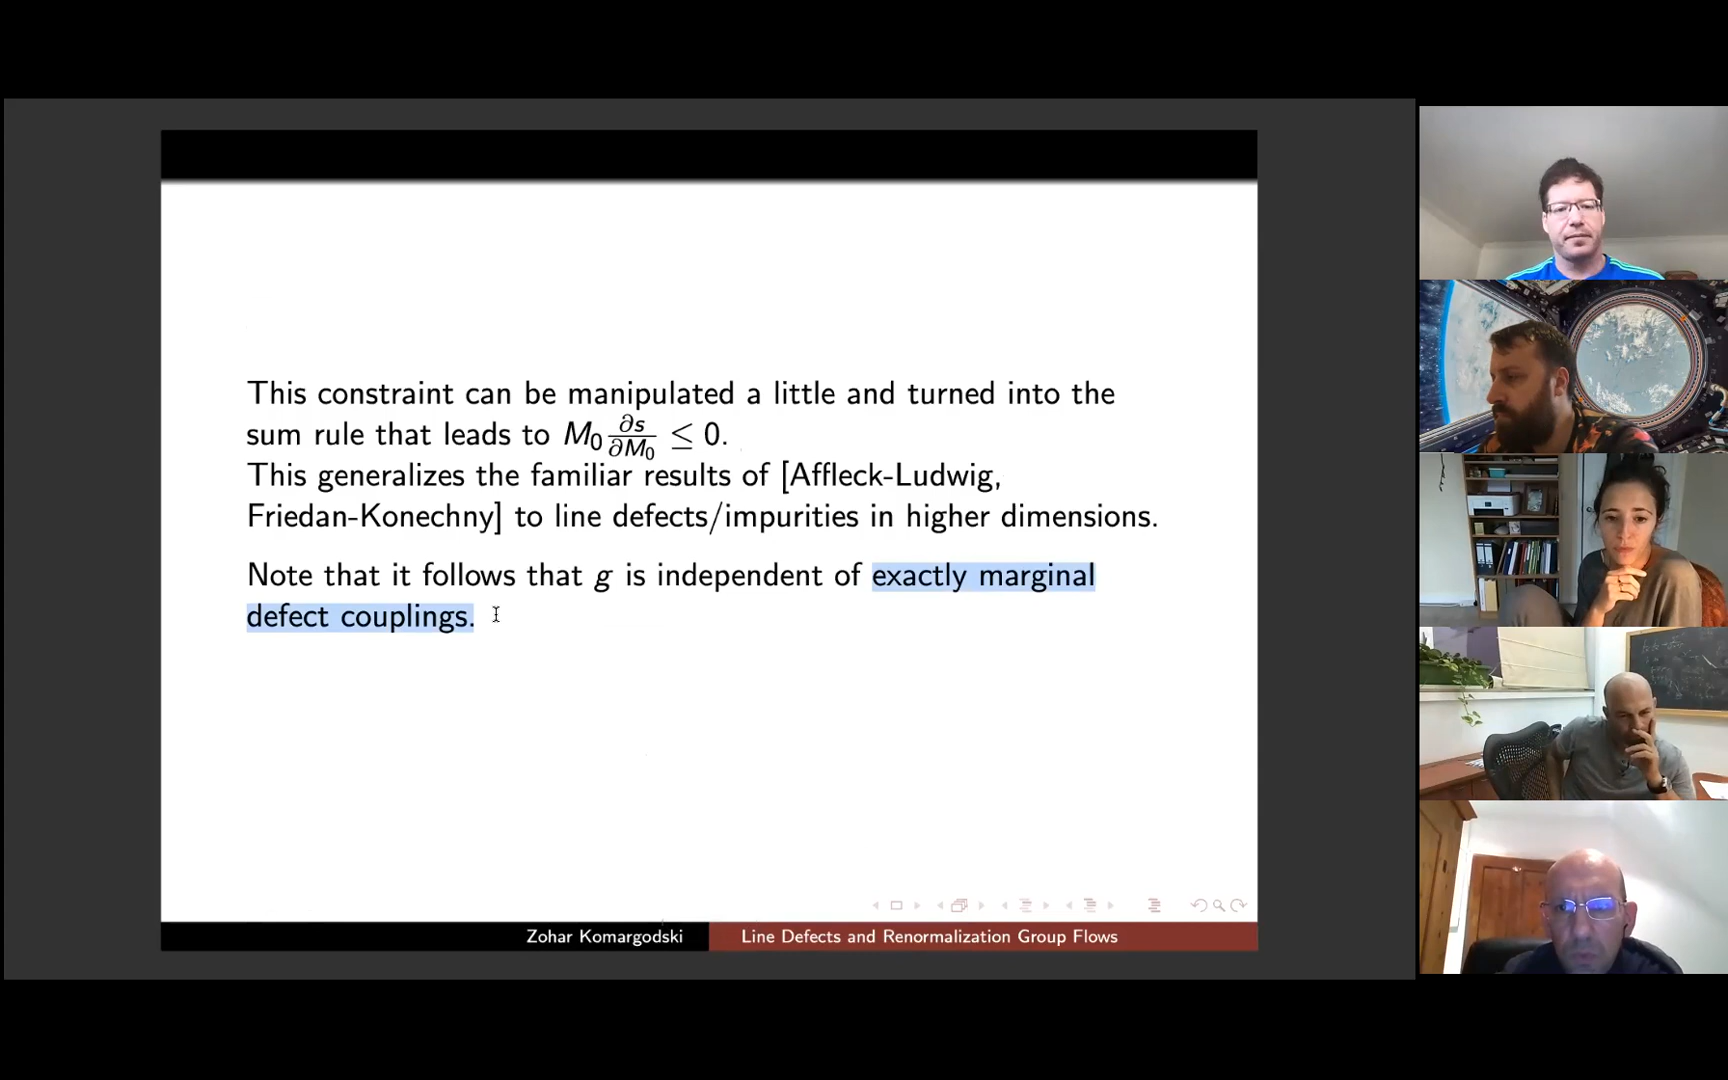 This constraint can be manipulated a little and turned into the
sum rule that leads to M₀ ∂s/∂M₀ ≤ 0.
This generalizes the familiar results of [Affleck-Ludwig,
Friedan-Konechny] to line defects/impurities in higher dimensions.
Note that it follows that g is independent of exactly marginal
defect couplings.
Zohar Komargodski
Line Defects and Renormalization Group Flows